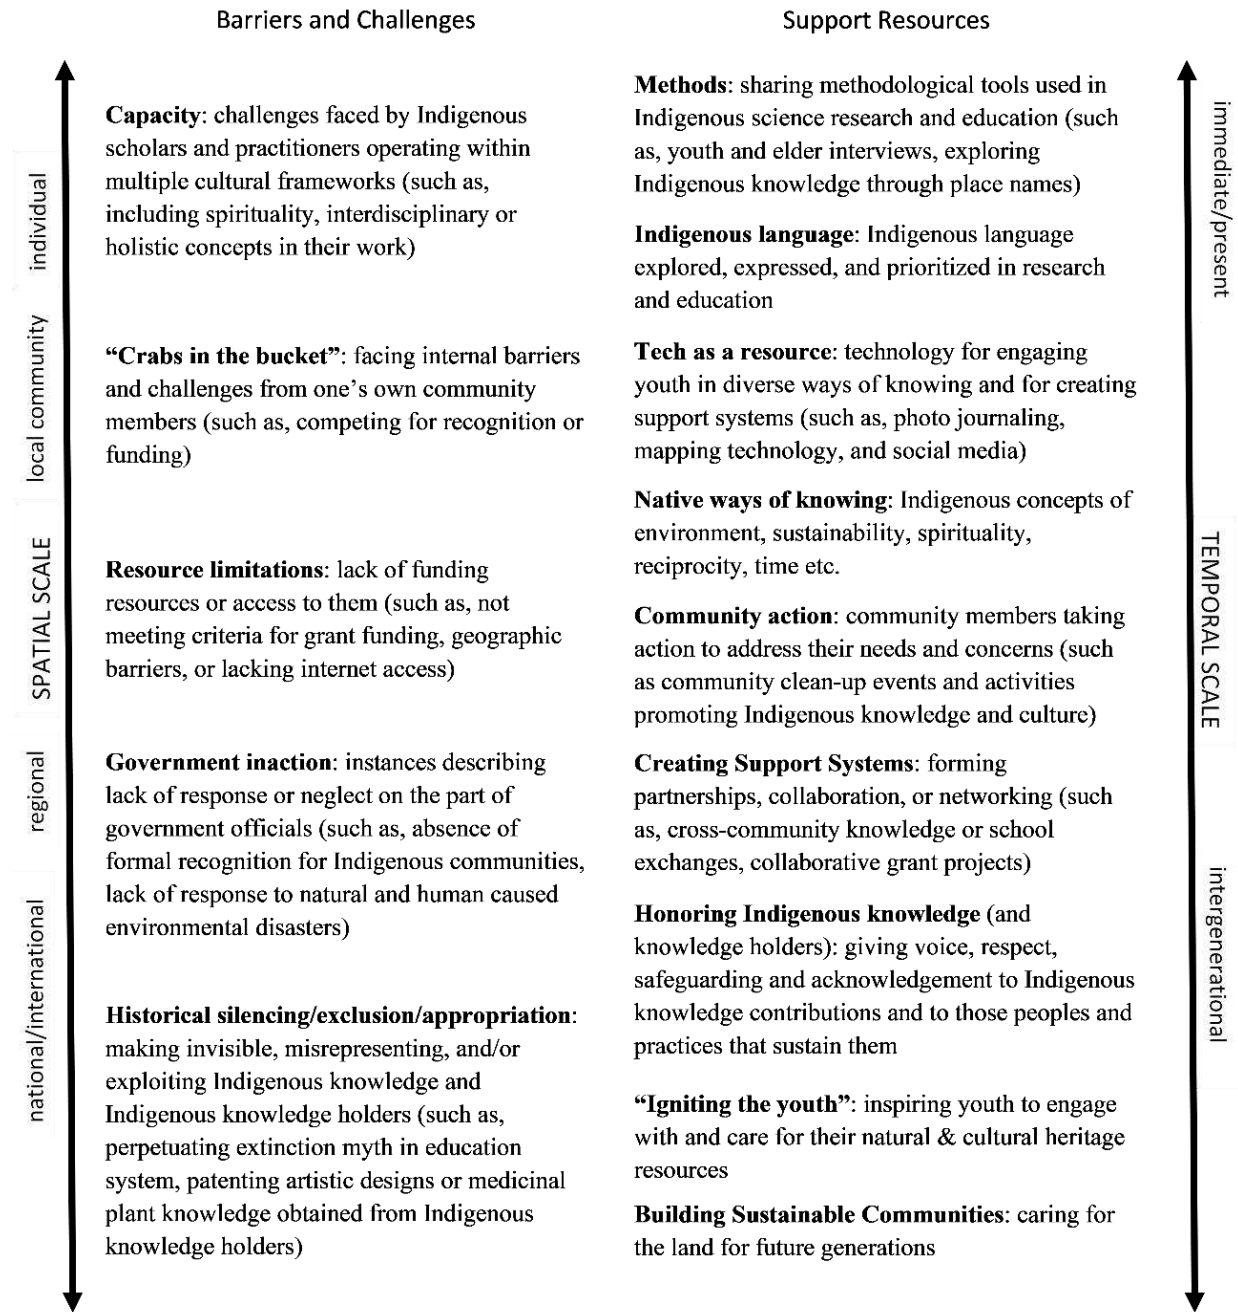 Barriers and Challenges
Capacity: challenges faced by Indigenous
scholars and practitioners operating within
multiple cultural frameworks (such as,
including spirituality, interdisciplinary or
holistic concepts in their work)
“Crabs in the bucket”: facing internal barriers
and challenges from one’s own community
members (such as, competing for recognition or
funding)
Resource limitations: lack of funding
resources or access to them (such as, not
meeting criteria for grant funding, geographic
barriers, or lacking internet access)
Government inaction: instances describing
lack of response or neglect on the part of
government officials (such as, absence of
formal recognition for Indigenous communities,
lack of response to natural and human caused
environmental disasters)
Historical silencing/exclusion/appropriation:
making invisible, misrepresenting, and/or
exploiting Indigenous knowledge and
Indigenous knowledge holders (such as,
perpetuating extinction myth in education
system, patenting artistic designs or medicinal
plant knowledge obtained from Indigenous
knowledge holders)
individual
local community
SPATIAL SCALE
regional
national/international
Support Resources
Methods: sharing methodological tools used in
Indigenous science research and education (such
as, youth and elder interviews, exploring
Indigenous knowledge through place names)
Indigenous language: Indigenous language
explored, expressed, and prioritized in research
and education
Tech as a resource: technology for engaging
youth in diverse ways of knowing and for creating
support systems (such as, photo journaling,
mapping technology, and social media)
Native ways of knowing: Indigenous concepts of
environment, sustainability, spirituality,
reciprocity, time etc.
Community action: community members taking
action to address their needs and concerns (such
as community clean-up events and activities
promoting Indigenous knowledge and culture)
Creating Support Systems: forming
partnerships, collaboration, or networking (such
as, cross-community knowledge or school
exchanges, collaborative grant projects)
Honoring Indigenous knowledge (and
knowledge holders): giving voice, respect,
safeguarding and acknowledgement to Indigenous
knowledge contributions and to those peoples and
practices that sustain them
“Igniting the youth”: inspiring youth to engage
with and care for their natural & cultural heritage
resources
Building Sustainable Communities: caring for
the land for future generations
immediate/present
TEMPORAL SCALE
intergenerational